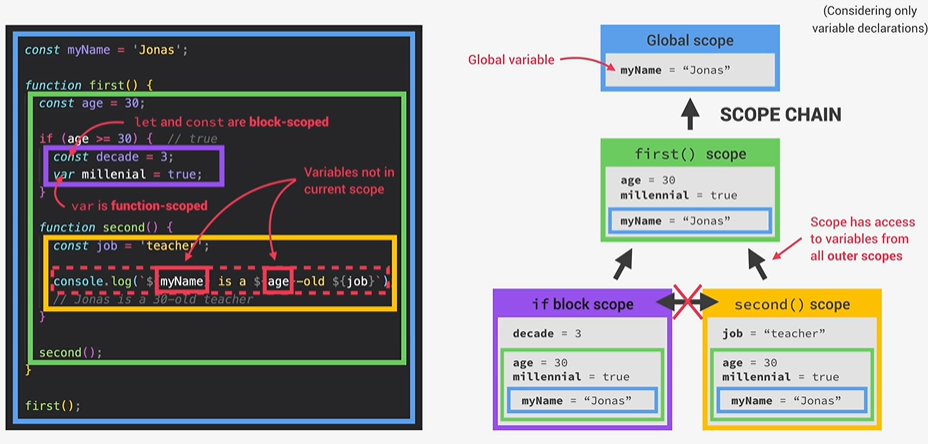 const myName = 'Jonas';
function first() {
const age = 30;
let and const are block-scoped
if (age >= 30) { // true
const decade = 3;
var millenial = true;
}
Variables not in
current scope
var is function-scoped
function second() {
const job = 'teacher';
console.log(`$ myName is a $ age -old ${job}`)
// Jonas is a 30-old teacher
}
second();
}
first();
(Considering only
variable declarations)
Global scope
Global variable
myName = “Jonas”
SCOPE CHAIN
first() scope
age = 30
millennial = true
myName = “Jonas”
Scope has access
to variables from
all outer scopes
if block scope
decade = 3
age = 30
millennial = true
myName = “Jonas”
second() scope
job = “teacher”
age = 30
millennial = true
myName = “Jonas”